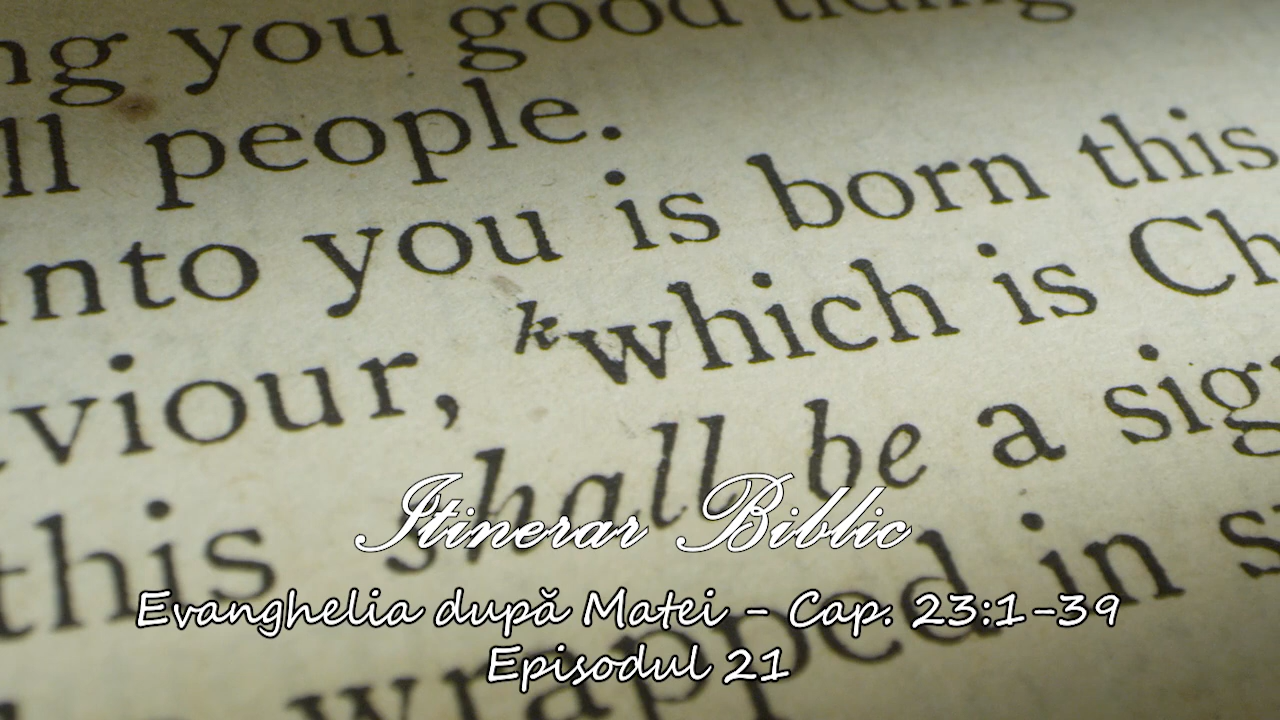 ng you good tiding
ll people.
nto you is born this
viour, k which is Ch
this shall be a sig
wrapped in s
Itinerar Biblic
Evanghelia după Matei - Cap. 23:1-39
Episodul 21